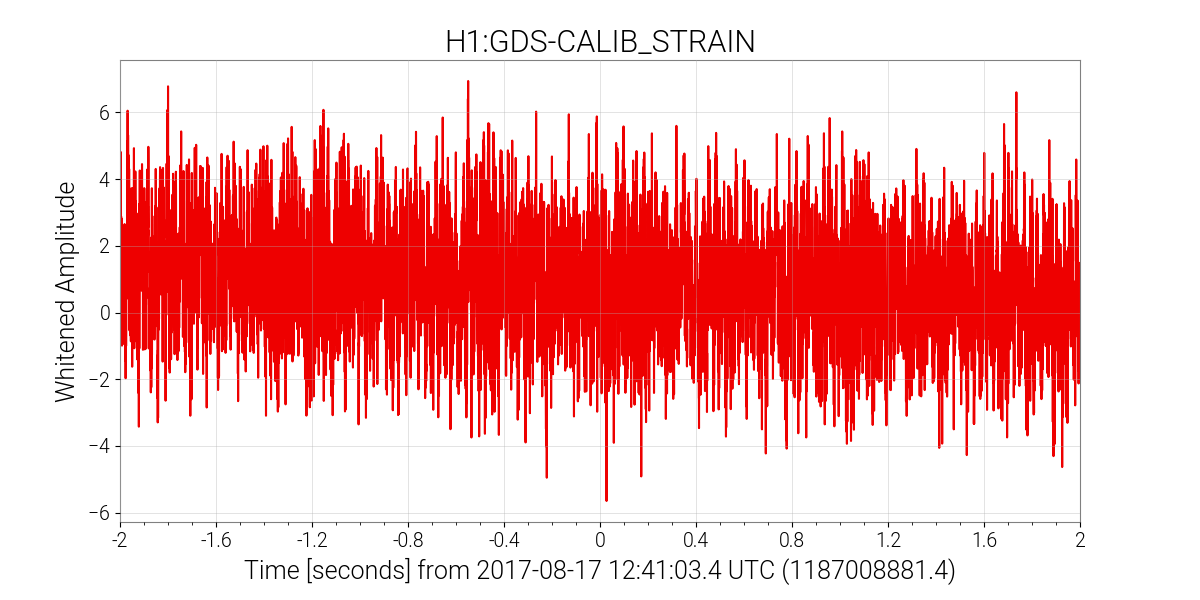 H1:GDS-CALIB_STRAIN
Whitened Amplitude
6
4
2
0
−2
−4
−6
-2 -1.6 -1.2 -0.8 -0.4 0 0.4 0.8 1.2 1.6 2
Time [seconds] from 2017-08-17 12:41:03.4 UTC (1187008881.4)